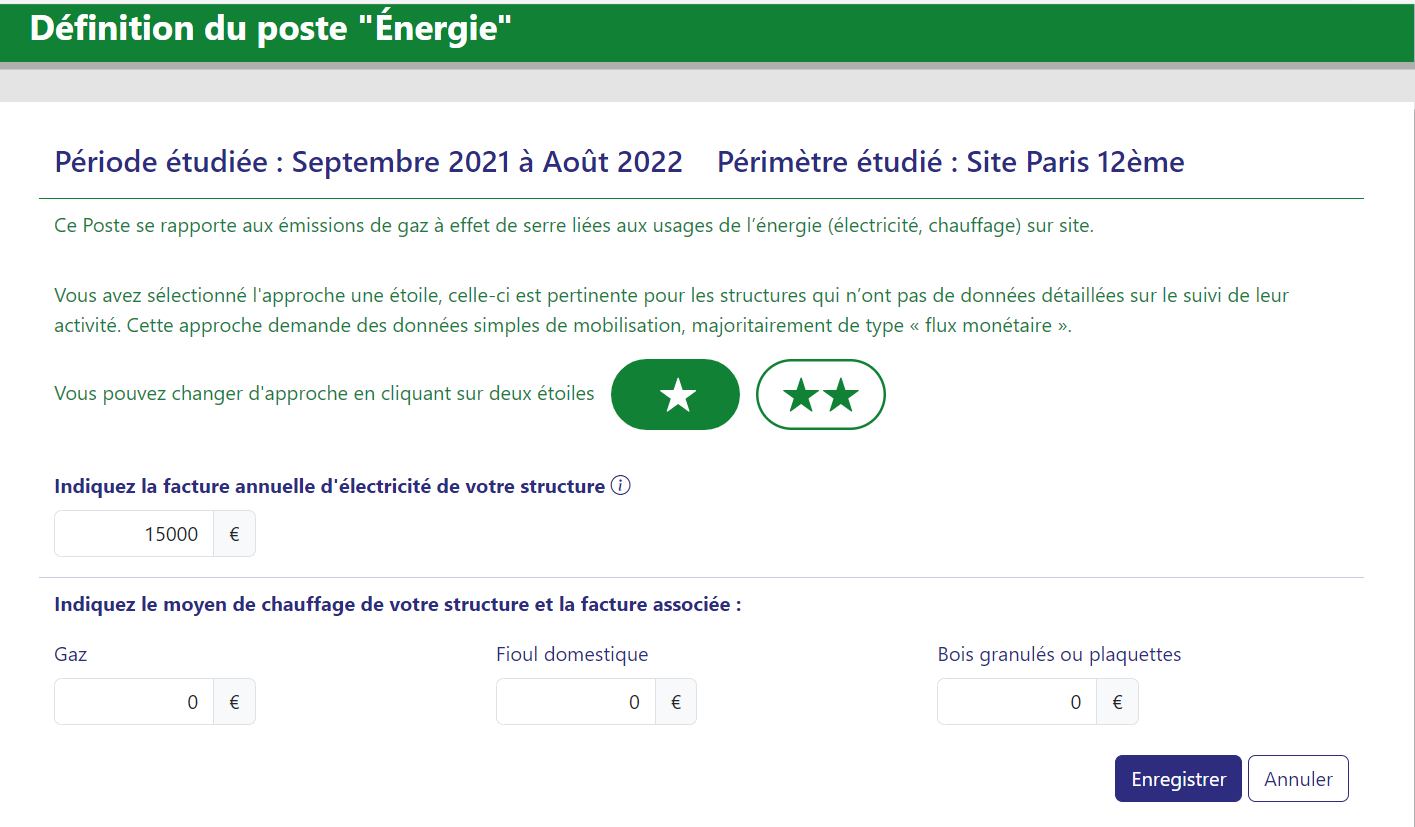 Définition du poste "Énergie"
Période étudiée : Septembre 2021 à Août 2022 Périmètre étudié : Site Paris 12ème
Ce Poste se rapporte aux émissions de gaz à effet de serre liées aux usages de l’énergie (électricité, chauffage) sur site.
Vous avez sélectionné l'approche une étoile, celle-ci est pertinente pour les structures qui n’ont pas de données détaillées sur le suivi de leur
activité. Cette approche demande des données simples de mobilisation, majoritairement de type « flux monétaire ».
Vous pouvez changer d'approche en cliquant sur deux étoiles
Indiquez la facture annuelle d'électricité de votre structure
15000 €
Indiquez le moyen de chauffage de votre structure et la facture associée :
Gaz Fioul domestique Bois granulés ou plaquettes
0 € 0 € 0 €
Enregistrer Annuler